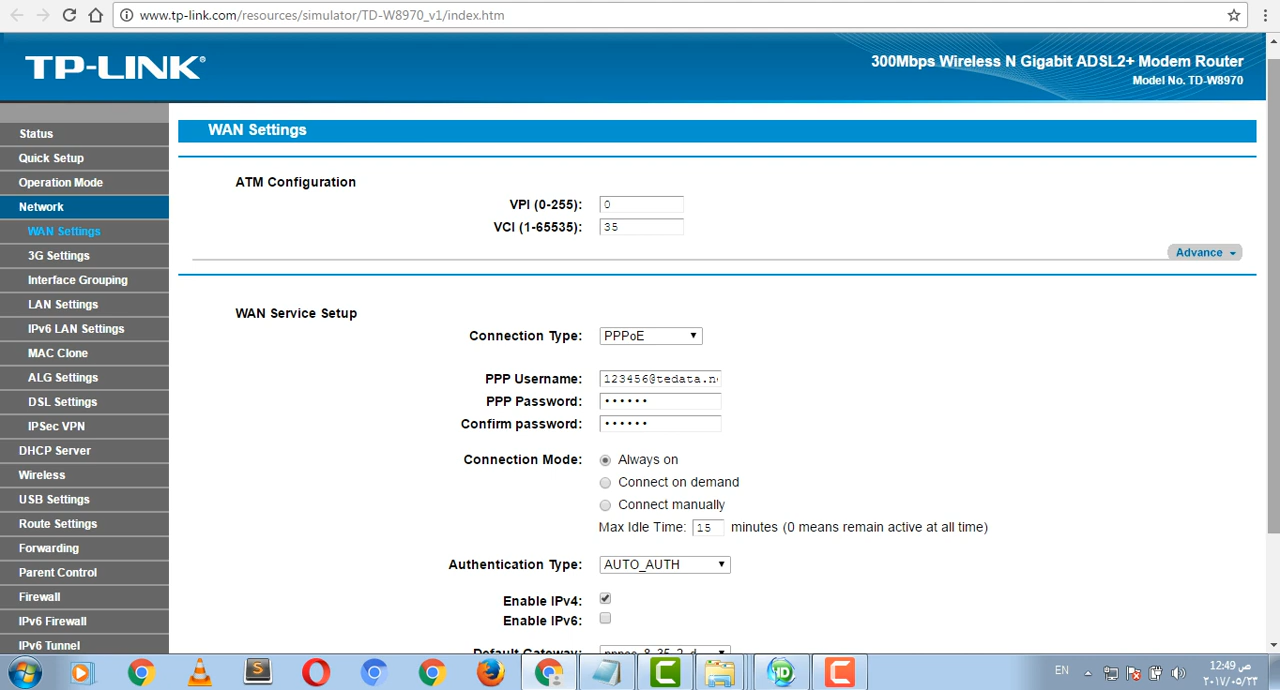 www.tp-link.com/resources/simulator/TD-W8970_v1/index.htm
TP-LINK®
300Mbps Wireless N Gigabit ADSL2+ Modem Router
Model No. TD-W8970
Status
Quick Setup
Operation Mode
Network
WAN Settings
3G Settings
Interface Grouping
LAN Settings
IPv6 LAN Settings
MAC Clone
ALG Settings
DSL Settings
IPSec VPN
DHCP Server
Wireless
USB Settings
Route Settings
Forwarding
Parent Control
Firewall
IPv6 Firewall
IPv6 Tunnel
WAN Settings
ATM Configuration
VPI (0-255): 0
VCI (1-65535): 35
Advance
WAN Service Setup
Connection Type: PPPoE
PPP Username: 123456@tedata.n
PPP Password: ••••••
Confirm password: ••••••
Connection Mode: Always on
Connect on demand
Connect manually
Max Idle Time: 15 minutes (0 means remain active at all time)
Authentication Type: AUTO_AUTH
Enable IPv4:
Enable IPv6:
Default Gateway: pppoe_8_35_2_d
EN
12:49 ص
٢٠١٧/٠٥/٢٣